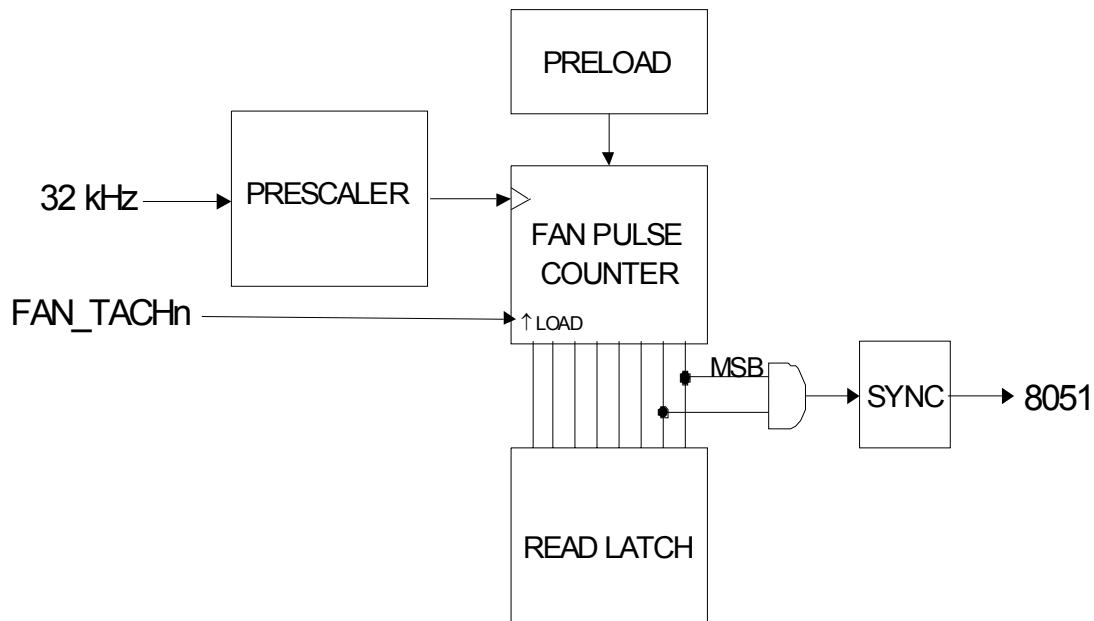 PRELOAD
32 kHz
PRESCALER
FAN PULSE
COUNTER
FAN_TACHn
↑ LOAD
MSB
SYNC
8051
READ LATCH